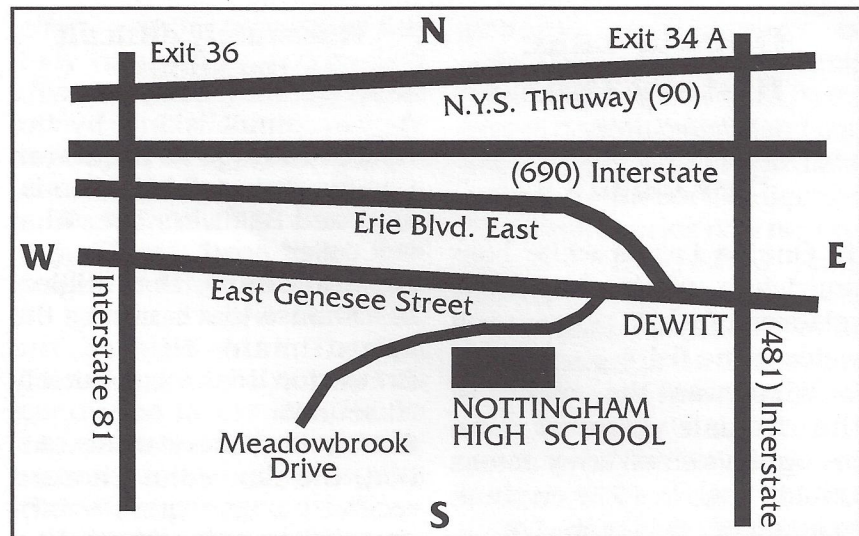 N
Exit 36
Exit 34 A
N.Y.S. Thruway (90)
(690) Interstate
Erie Blvd. East
W
E
East Genesee Street
DEWITT
Interstate 81
(481) Interstate
NOTTINGHAM
HIGH SCHOOL
Meadowbrook
Drive
S